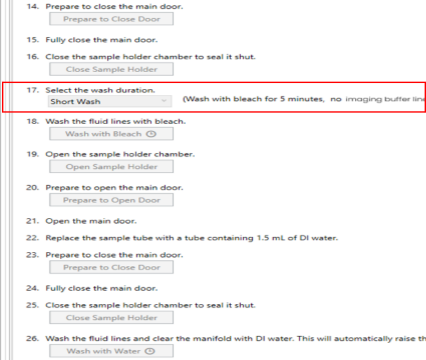 14. Prepare to close the main door.
Prepare to Close Door
15. Fully close the main door.
16. Close the sample holder chamber to seal it shut.
Close Sample Holder
17. Select the wash duration.
Short Wash (Wash with bleach for 5 minutes, no imaging buffer line
18. Wash the fluid lines with bleach.
Wash with Bleach
19. Open the sample holder chamber.
Open Sample Holder
20. Prepare to open the main door.
Prepare to Open Door
21. Open the main door.
22. Replace the sample tube with a tube containing 1.5 mL of DI water.
23. Prepare to close the main door.
Prepare to Close Door
24. Fully close the main door.
25. Close the sample holder chamber to seal it shut.
Close Sample Holder
26. Wash the fluid lines and clear the manifold with DI water. This will automatically raise th
Wash with Water